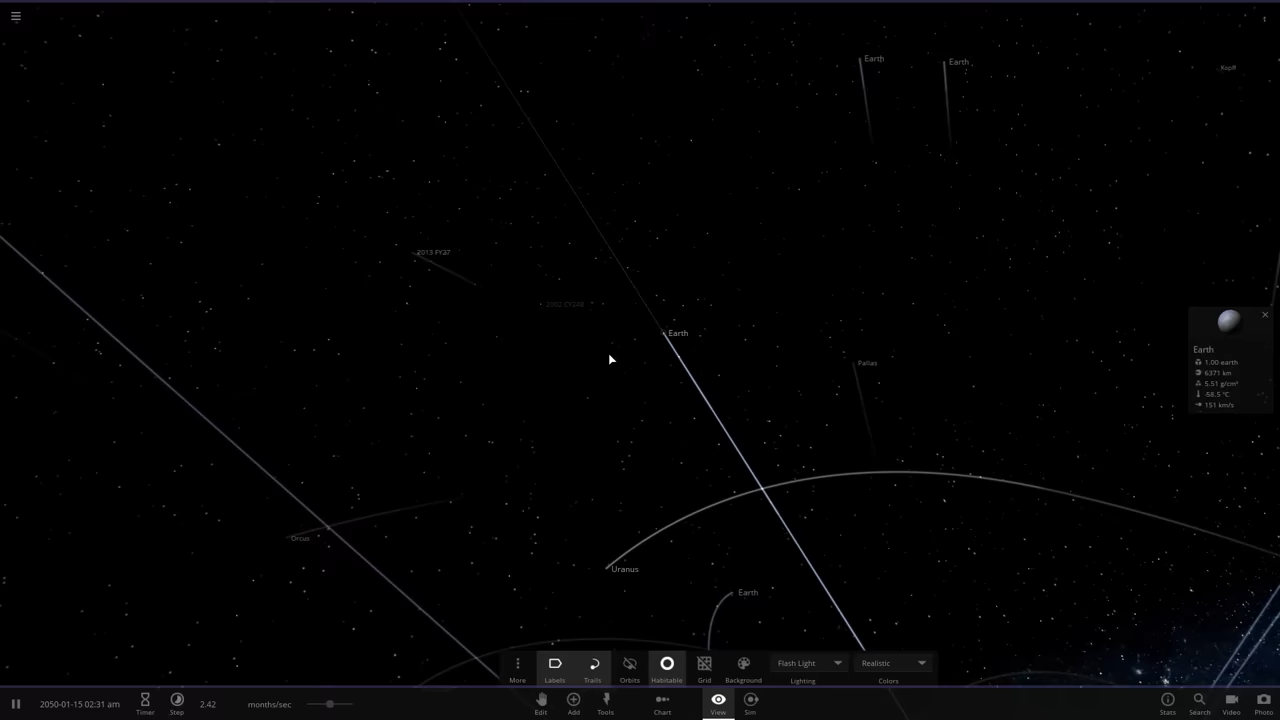 Earth
Earth
Kopff
2013 FY27
Earth
Pallas
Earth
1.00 earth
6371 km
5.51 g/cm³
-58.5 °C
151 km/s
Orcus
Uranus
Earth
More
Labels
Trails
Orbits
Habitable
Grid
Background
Flash Light
Lighting
Realistic
Colors
2050-01-15 02:31 am
Timer
Step
2.42
months/sec
Edit
Add
Tools
Chart
View
Sim
Stats
Search
Video
Photo